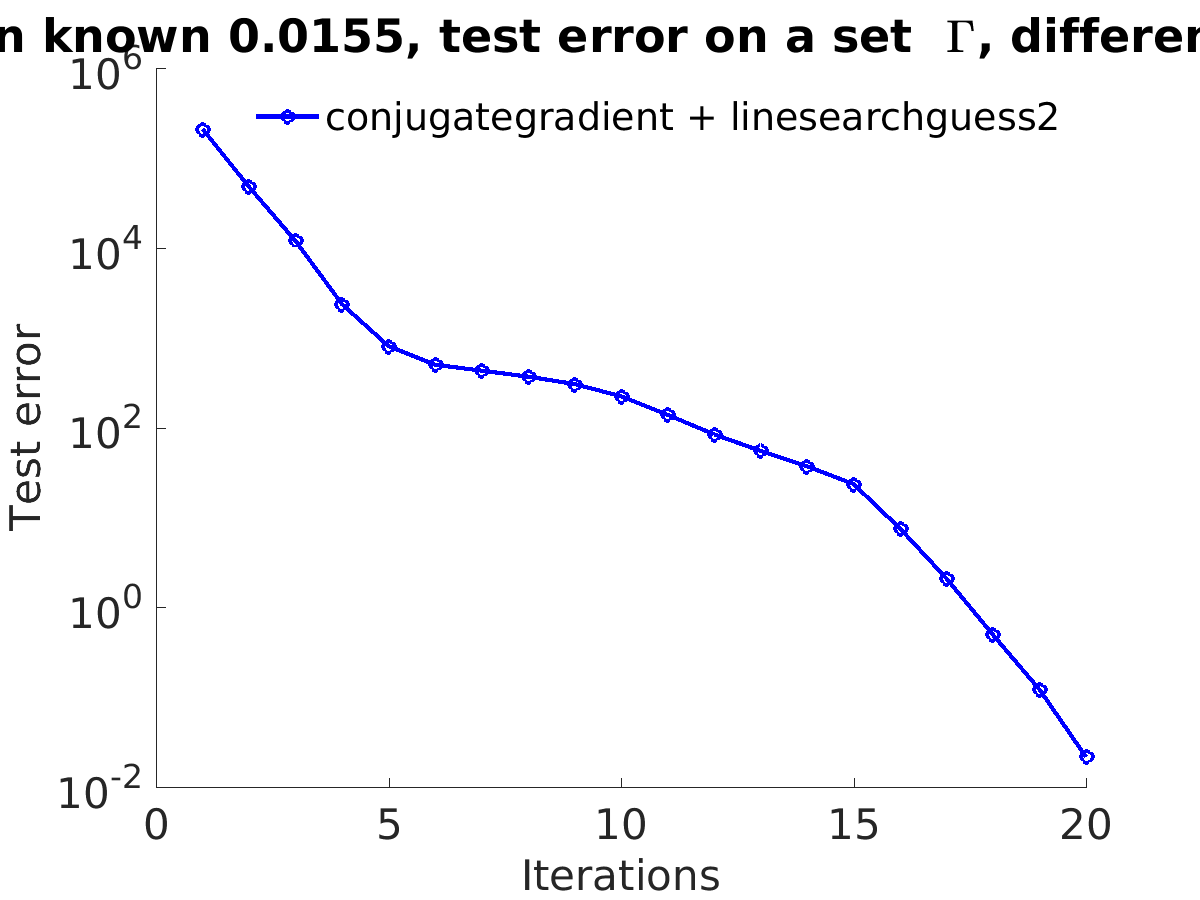 n known 0.0155, test error on a set Γ, differen
conjugategradient + linesearchguess2
10^6
10^4
10^2
10^0
10^-2
Test error
0 5 10 15 20
Iterations